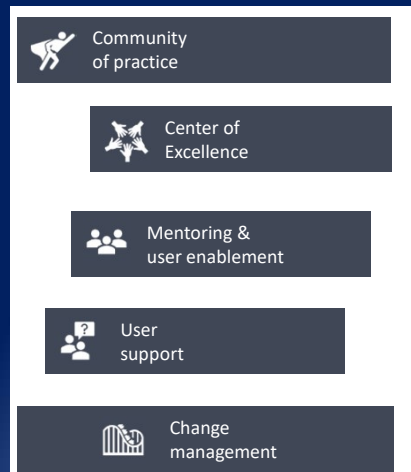 Community
of practice
Center of
Excellence
Mentoring &
user enablement
?
User
support
Change
management